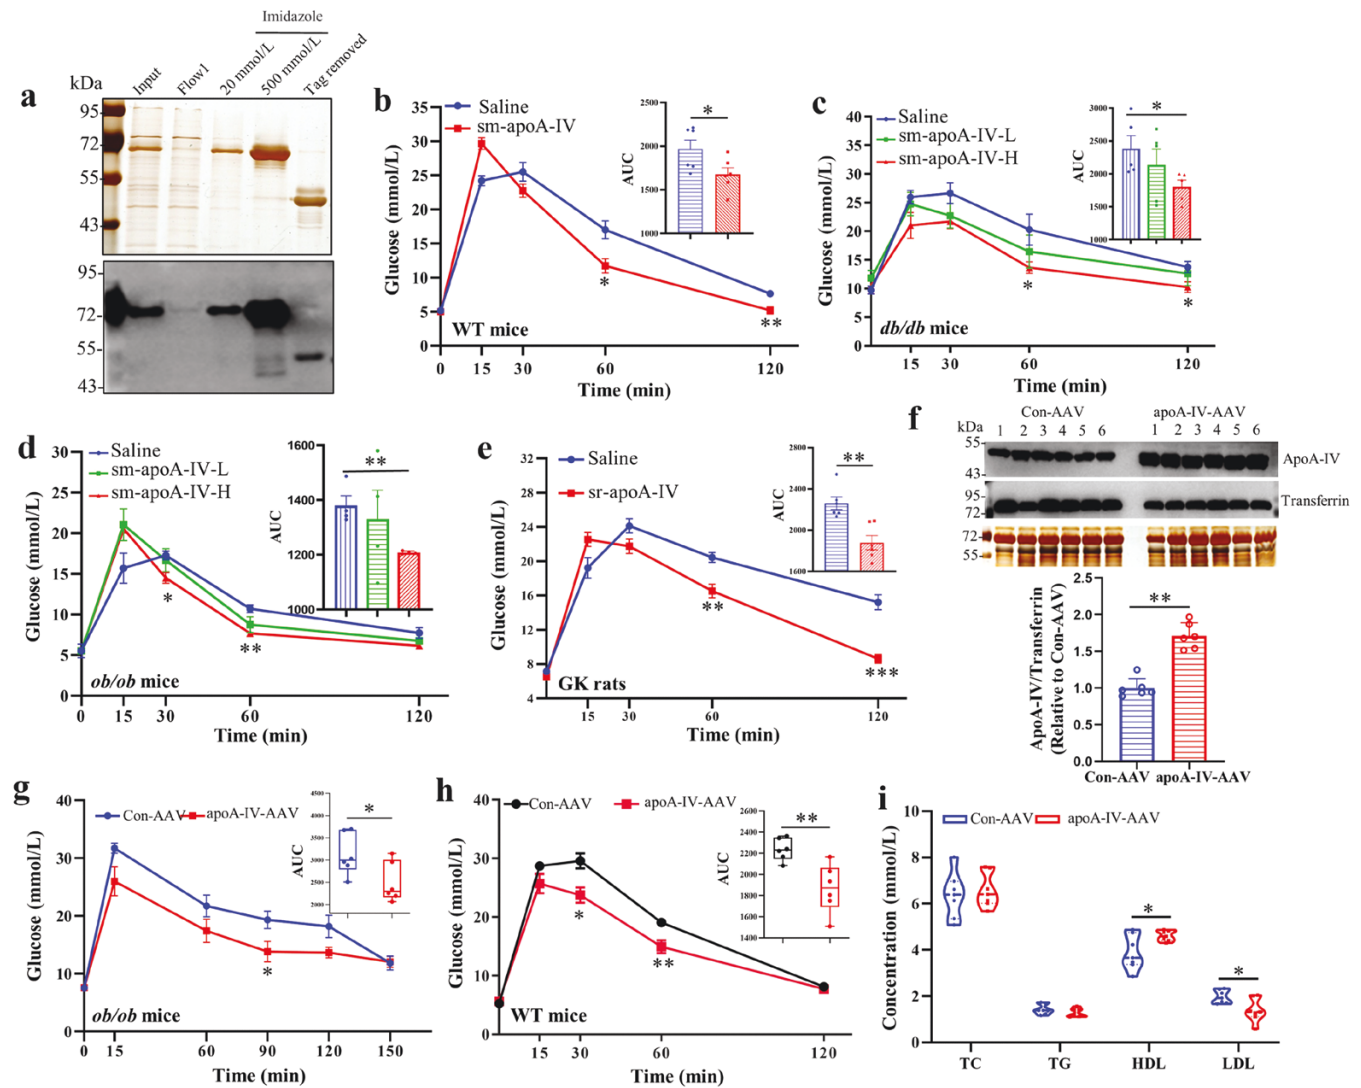 a
Imidazole
kDa
Input
Flow1
20 mmol/L
500 mmol/L
Tag removed
95
72
55
43
95
72
55
43
b
Glucose (mmol/L)
35
30
25
20
15
10
5
0
Saline
sm-apoA-IV
AUC
2500
2000
1500
1000
*
*
**
WT mice
0 15 30 60 120
Time (min)
c
Glucose (mmol/L)
40
35
30
25
20
15
10
5
0
Saline
sm-apoA-IV-L
sm-apoA-IV-H
AUC
3000
2500
2000
1500
1000
*
*
*
db/db mice
15 30 60 120
Time (min)
d
Glucose (mmol/L)
30
25
20
15
10
5
0
Saline
sm-apoA-IV-L
sm-apoA-IV-H
AUC
1600
1400
1200
1000
**
*
**
ob/ob mice
0 15 30 60 120
Time (min)
e
Glucose (mmol/L)
32
28
24
20
16
12
8
4
Saline
sr-apoA-IV
AUC
2800
2400
2000
1600
**
**
***
GK rats
15 30 60 120
Time (min)
f
Con-AAV apoA-IV-AAV
kDa 1 2 3 4 5 6 1 2 3 4 5 6
55
43
ApoA-IV
95
72
Transferrin
72
55
ApoA-IV/Transferrin
(Relative to Con-AAV)
2.5
2.0
1.5
1.0
0.5
0.0
**
Con-AAV apoA-IV-AAV
g
Glucose (mmol/L)
40
30
20
10
0
Con-AAV apoA-IV-AAV
AUC
4500
4000
3500
3000
2500
2000
*
*
ob/ob mice
0 15 60 90 120 150
Time (min)
h
Glucose (mmol/L)
40
30
20
10
0
Con-AAV apoA-IV-AAV
AUC
2600
2400
2200
2000
1800
1600
1400
**
*
**
WT mice
15 30 60 120
Time (min)
i
Concentration (mmol/L)
10
8
6
4
2
0
Con-AAV apoA-IV-AAV
*
*
TC TG HDL LDL